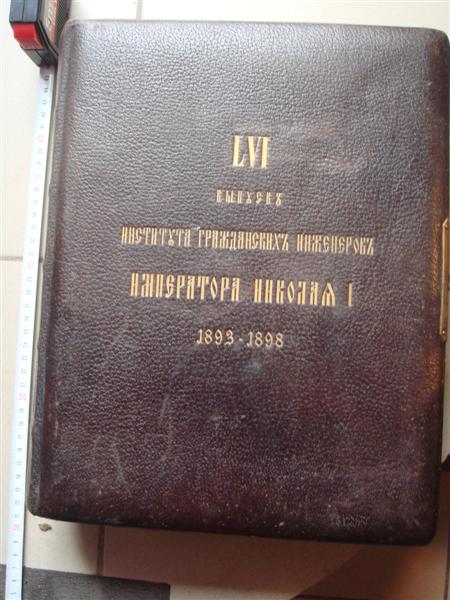 LVI
ВЫПУСКЪ
ИНСТИТУТА ГРАЖДАНСКИХЪ ИНЖЕНЕРОВЪ
ИМПЕРАТОРА НИКОЛАЯ I
1893-1898